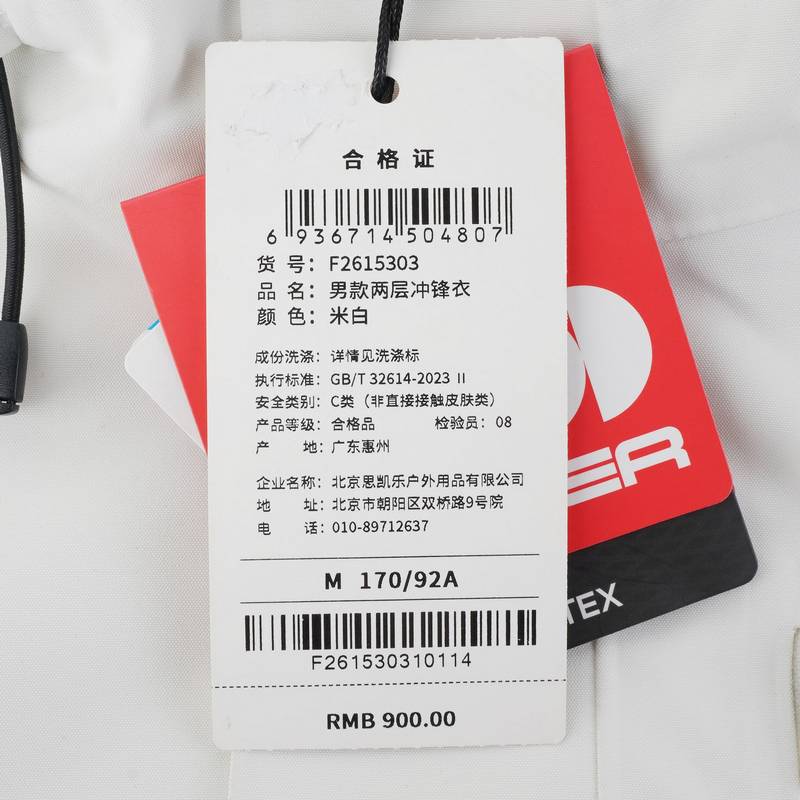 合格证
6 936714 504807
货 号：F2615303
品 名：男款两层冲锋衣
颜 色：米白
成份洗涤：详情见洗涤标
执行标准：GB/T 32614-2023 II
安全类别：C类（非直接接触皮肤类）
产品等级：合格品 检验员：08
产 地：广东惠州
企业名称：北京思凯乐户外用品有限公司
地 址：北京市朝阳区双桥路9号院
电 话：010-89712637
M 170/92A
F261530310114
RMB 900.00
ER
TEX